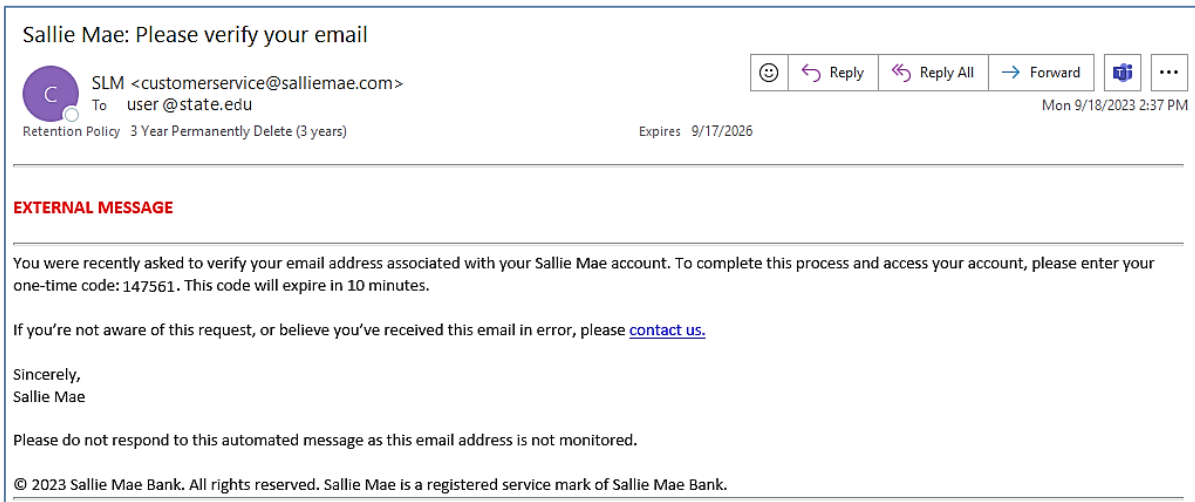 Sallie Mae: Please verify your email
C
SLM <customerservice@salliemae.com>
To user @state.edu
Reply
Reply All
Forward
Mon 9/18/2023 2:37 PM
Retention Policy 3 Year Permanently Delete (3 years)
Expires 9/17/2026
EXTERNAL MESSAGE
You were recently asked to verify your email address associated with your Sallie Mae account. To complete this process and access your account, please enter your
one-time code: 147561. This code will expire in 10 minutes.
If you’re not aware of this request, or believe you’ve received this email in error, please contact us.
Sincerely,
Sallie Mae
Please do not respond to this automated message as this email address is not monitored.
© 2023 Sallie Mae Bank. All rights reserved. Sallie Mae is a registered service mark of Sallie Mae Bank.